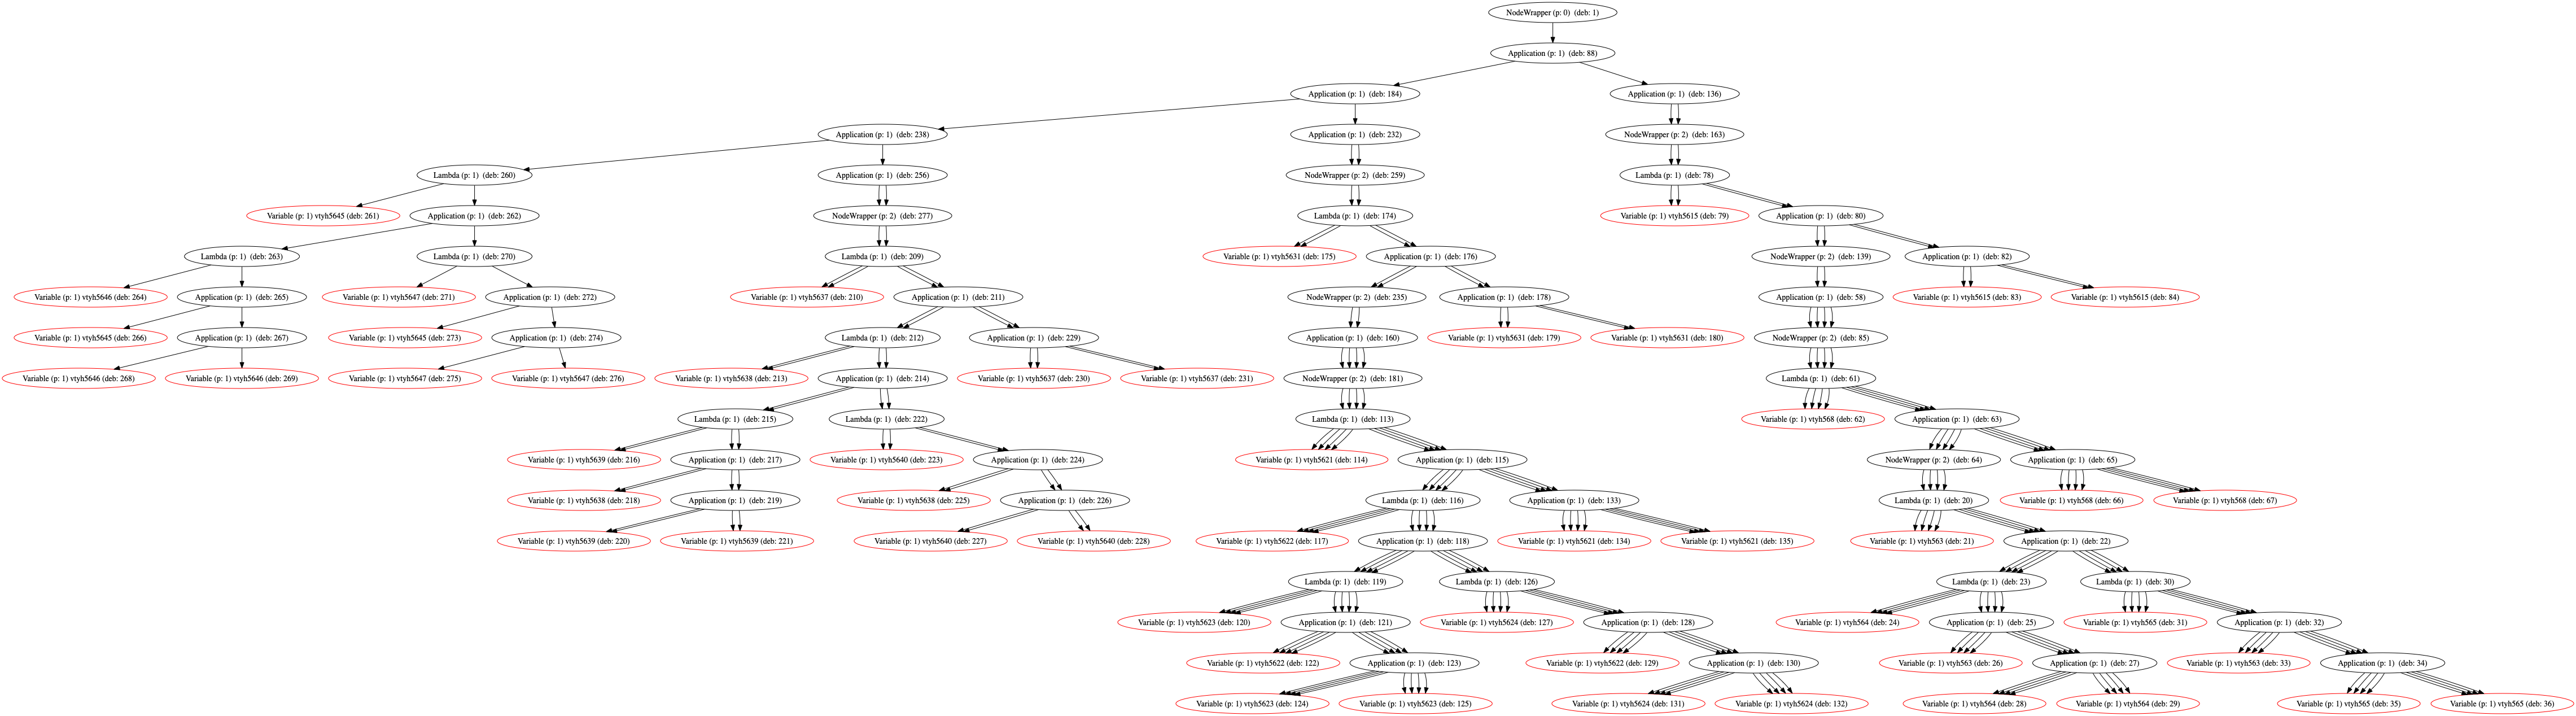 NodeWrapper (p: 0) (deb: 1)
Application (p: 1) (deb: 88)
Application (p: 1) (deb: 184)
Application (p: 1) (deb: 136)
Application (p: 1) (deb: 238)
Application (p: 1) (deb: 232)
NodeWrapper (p: 2) (deb: 163)
Lambda (p: 1) (deb: 260)
Application (p: 1) (deb: 256)
NodeWrapper (p: 2) (deb: 259)
Lambda (p: 1) (deb: 78)
Variable (p: 1) vtyh5645 (deb: 261)
Application (p: 1) (deb: 262)
NodeWrapper (p: 2) (deb: 277)
Lambda (p: 1) (deb: 174)
Variable (p: 1) vtyh5615 (deb: 79)
Application (p: 1) (deb: 80)
Lambda (p: 1) (deb: 263)
Lambda (p: 1) (deb: 270)
Lambda (p: 1) (deb: 209)
Variable (p: 1) vtyh5631 (deb: 175)
Application (p: 1) (deb: 176)
NodeWrapper (p: 2) (deb: 139)
Application (p: 1) (deb: 82)
Variable (p: 1) vtyh5646 (deb: 264)
Application (p: 1) (deb: 265)
Variable (p: 1) vtyh5647 (deb: 271)
Application (p: 1) (deb: 272)
Variable (p: 1) vtyh5637 (deb: 210)
Application (p: 1) (deb: 211)
NodeWrapper (p: 2) (deb: 235)
Application (p: 1) (deb: 178)
Application (p: 1) (deb: 58)
Variable (p: 1) vtyh5615 (deb: 83)
Variable (p: 1) vtyh5615 (deb: 84)
Variable (p: 1) vtyh5645 (deb: 266)
Application (p: 1) (deb: 267)
Variable (p: 1) vtyh5645 (deb: 273)
Application (p: 1) (deb: 274)
Lambda (p: 1) (deb: 212)
Application (p: 1) (deb: 229)
Application (p: 1) (deb: 160)
Variable (p: 1) vtyh5631 (deb: 179)
Variable (p: 1) vtyh5631 (deb: 180)
NodeWrapper (p: 2) (deb: 85)
Variable (p: 1) vtyh5646 (deb: 268)
Variable (p: 1) vtyh5646 (deb: 269)
Variable (p: 1) vtyh5647 (deb: 275)
Variable (p: 1) vtyh5647 (deb: 276)
Variable (p: 1) vtyh5638 (deb: 213)
Application (p: 1) (deb: 214)
Variable (p: 1) vtyh5637 (deb: 230)
Variable (p: 1) vtyh5637 (deb: 231)
NodeWrapper (p: 2) (deb: 181)
Lambda (p: 1) (deb: 61)
Lambda (p: 1) (deb: 215)
Lambda (p: 1) (deb: 222)
Lambda (p: 1) (deb: 113)
Variable (p: 1) vtyh568 (deb: 62)
Application (p: 1) (deb: 63)
Variable (p: 1) vtyh5639 (deb: 216)
Application (p: 1) (deb: 217)
Variable (p: 1) vtyh5640 (deb: 223)
Application (p: 1) (deb: 224)
Variable (p: 1) vtyh5621 (deb: 114)
Application (p: 1) (deb: 115)
NodeWrapper (p: 2) (deb: 64)
Application (p: 1) (deb: 65)
Variable (p: 1) vtyh5638 (deb: 218)
Application (p: 1) (deb: 219)
Variable (p: 1) vtyh5638 (deb: 225)
Application (p: 1) (deb: 226)
Lambda (p: 1) (deb: 116)
Application (p: 1) (deb: 133)
Lambda (p: 1) (deb: 20)
Variable (p: 1) vtyh568 (deb: 66)
Variable (p: 1) vtyh568 (deb: 67)
Variable (p: 1) vtyh5639 (deb: 220)
Variable (p: 1) vtyh5639 (deb: 221)
Variable (p: 1) vtyh5640 (deb: 227)
Variable (p: 1) vtyh5640 (deb: 228)
Variable (p: 1) vtyh5622 (deb: 117)
Application (p: 1) (deb: 118)
Variable (p: 1) vtyh5621 (deb: 134)
Variable (p: 1) vtyh5621 (deb: 135)
Variable (p: 1) vtyh563 (deb: 21)
Application (p: 1) (deb: 22)
Lambda (p: 1) (deb: 119)
Lambda (p: 1) (deb: 126)
Lambda (p: 1) (deb: 23)
Lambda (p: 1) (deb: 30)
Variable (p: 1) vtyh5623 (deb: 120)
Application (p: 1) (deb: 121)
Variable (p: 1) vtyh5624 (deb: 127)
Application (p: 1) (deb: 128)
Variable (p: 1) vtyh564 (deb: 24)
Application (p: 1) (deb: 25)
Variable (p: 1) vtyh565 (deb: 31)
Application (p: 1) (deb: 32)
Variable (p: 1) vtyh5622 (deb: 122)
Application (p: 1) (deb: 123)
Variable (p: 1) vtyh5622 (deb: 129)
Application (p: 1) (deb: 130)
Variable (p: 1) vtyh563 (deb: 26)
Application (p: 1) (deb: 27)
Variable (p: 1) vtyh563 (deb: 33)
Application (p: 1) (deb: 34)
Variable (p: 1) vtyh5623 (deb: 124)
Variable (p: 1) vtyh5623 (deb: 125)
Variable (p: 1) vtyh5624 (deb: 131)
Variable (p: 1) vtyh5624 (deb: 132)
Variable (p: 1) vtyh564 (deb: 28)
Variable (p: 1) vtyh564 (deb: 29)
Variable (p: 1) vtyh565 (deb: 35)
Variable (p: 1) vtyh565 (deb: 36)